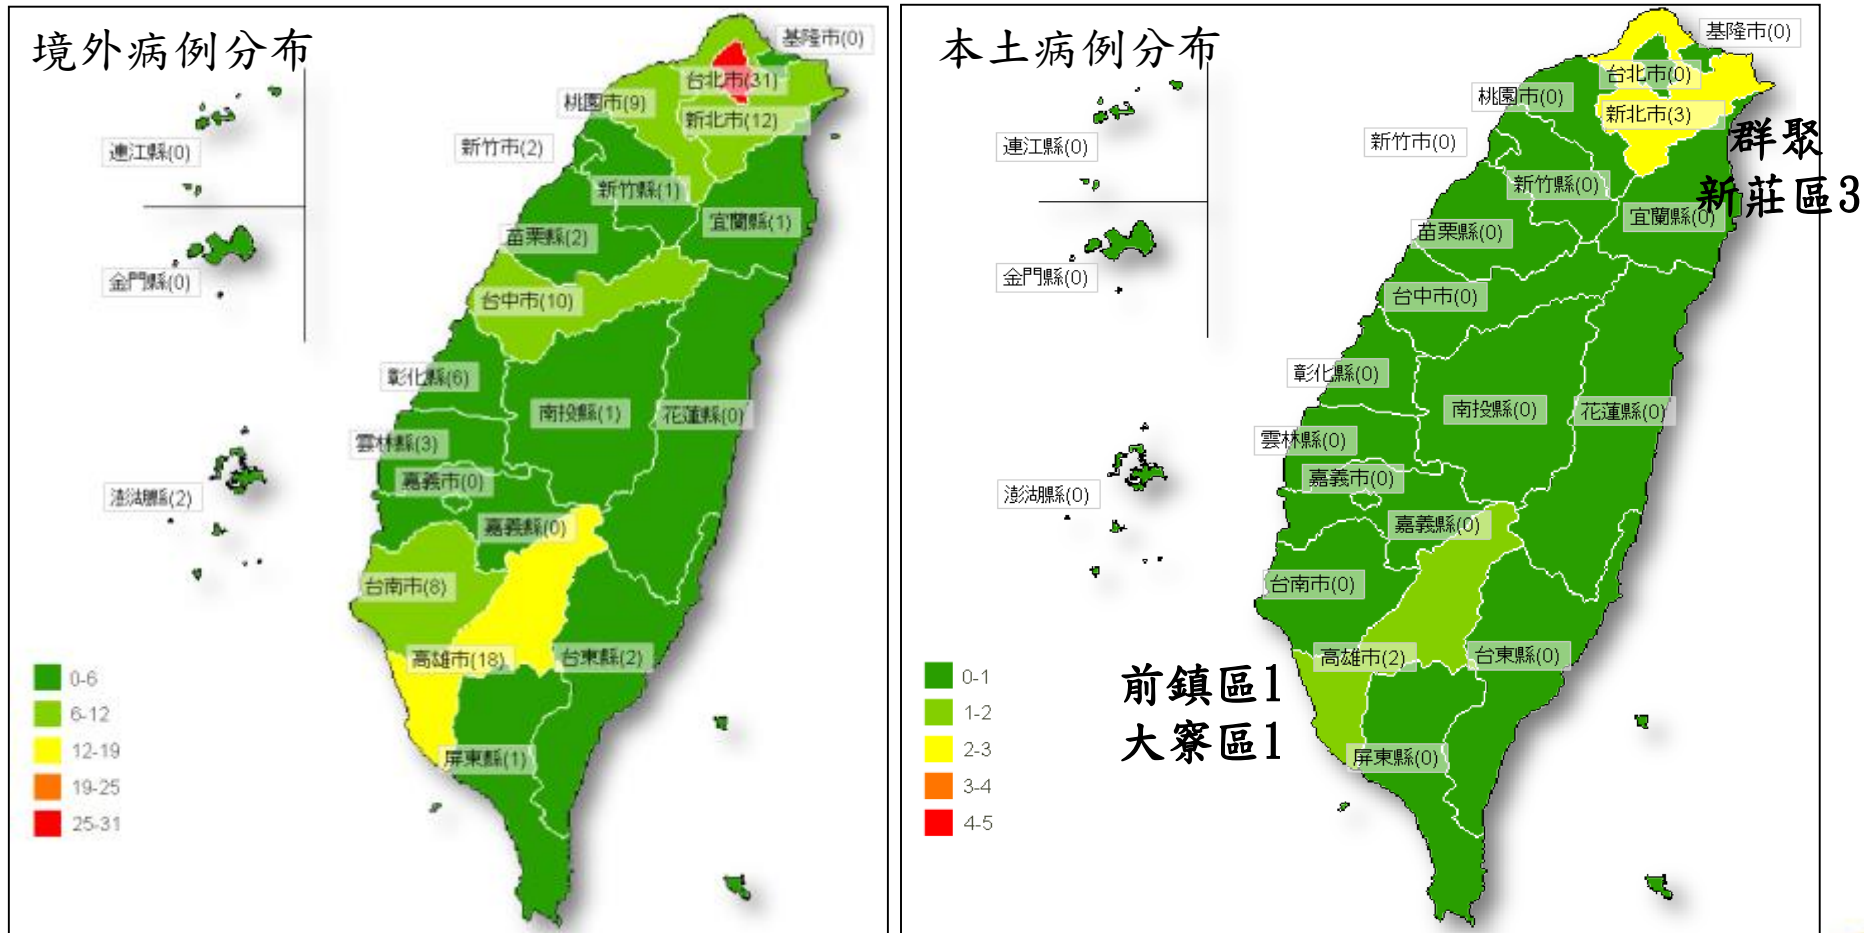 境外病例分布
基隆市(0)
台北市(31)
桃園市(9)
新北市(12)
新竹市(2)
連江縣(0)
新竹縣(1)
宜蘭縣(1)
苗栗縣(2)
金門縣(0)
台中市(10)
彰化縣(6)
南投縣(1)
花蓮縣(0)
雲林縣(3)
嘉義市(0)
澎湖縣(2)
嘉義縣(0)
台南市(8)
高雄市(18)
台東縣(2)
屏東縣(1)
0-6
6-12
12-19
19-25
25-31
本土病例分布
基隆市(0)
台北市(0)
桃園市(0)
新北市(3)
群聚
新莊區3
新竹市(0)
連江縣(0)
新竹縣(0)
宜蘭縣(0)
苗栗縣(0)
金門縣(0)
台中市(0)
彰化縣(0)
南投縣(0)
花蓮縣(0)
雲林縣(0)
嘉義市(0)
澎湖縣(0)
嘉義縣(0)
台南市(0)
高雄市(2)
台東縣(0)
前鎮區1
大寮區1
屏東縣(0)
0-1
1-2
2-3
3-4
4-5